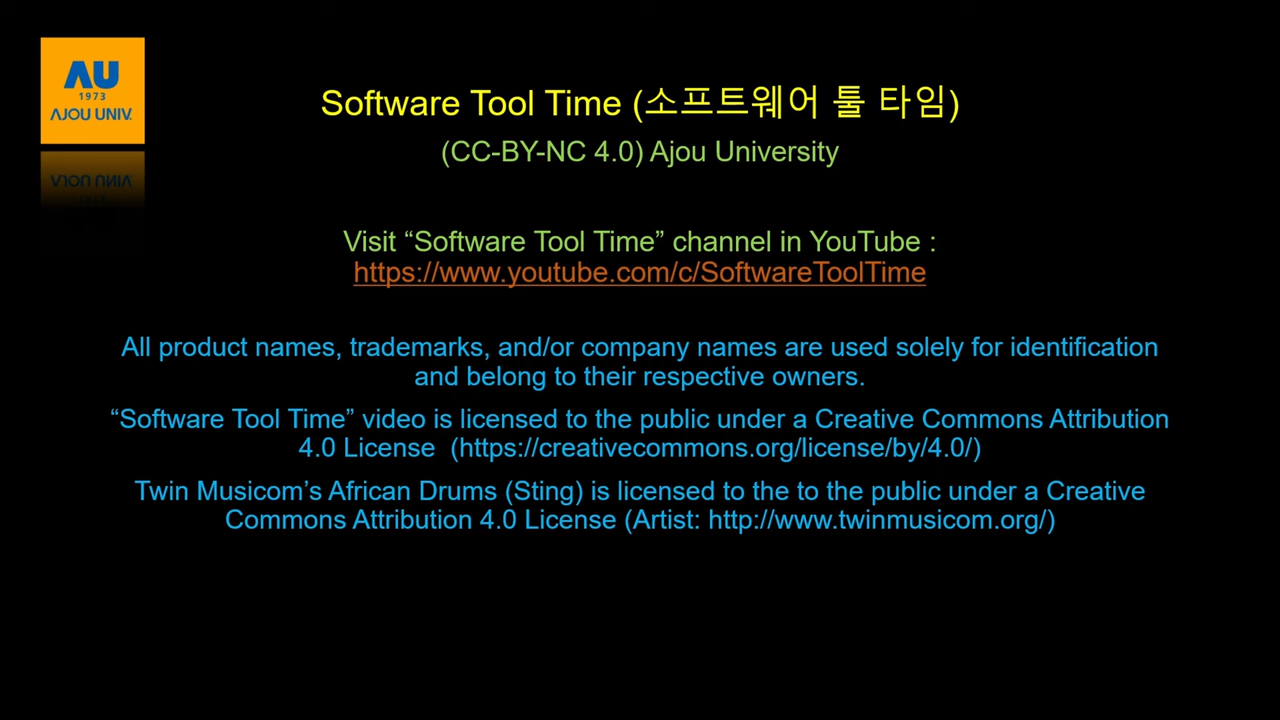 AU
1973
AJOU UNIV.
Software Tool Time (소프트웨어 툴 타임)
(CC-BY-NC 4.0) Ajou University
Visit “Software Tool Time” channel in YouTube :
https://www.youtube.com/c/SoftwareToolTime
All product names, trademarks, and/or company names are used solely for identification
and belong to their respective owners.
“Software Tool Time” video is licensed to the public under a Creative Commons Attribution
4.0 License (https://creativecommons.org/license/by/4.0/)
Twin Musicom’s African Drums (Sting) is licensed to the to the public under a Creative
Commons Attribution 4.0 License (Artist: http://www.twinmusicom.org/)